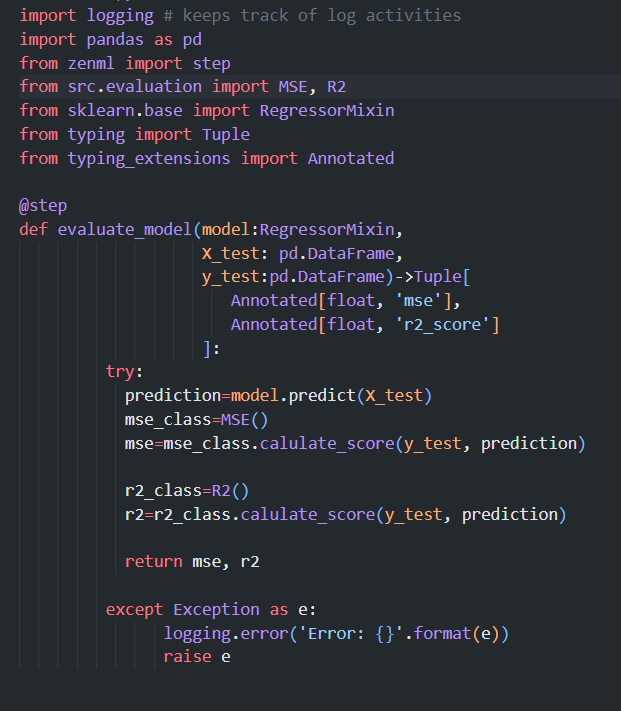 import logging # keeps track of log activities
import pandas as pd
from zenml import step
from src.evaluation import MSE, R2
from sklearn.base import RegressorMixin
from typing import Tuple
from typing_extensions import Annotated

@step
def evaluate_model(model:RegressorMixin,
                   X_test: pd.DataFrame,
                   y_test:pd.DataFrame)->Tuple[
                      Annotated[float, 'mse'],
                      Annotated[float, 'r2_score']
                   ]:
         try:
           prediction=model.predict(X_test)
           mse_class=MSE()
           mse=mse_class.calulate_score(y_test, prediction)

           r2_class=R2()
           r2=r2_class.calulate_score(y_test, prediction)

           return mse, r2

         except Exception as e:
               logging.error('Error: {}'.format(e))
               raise e